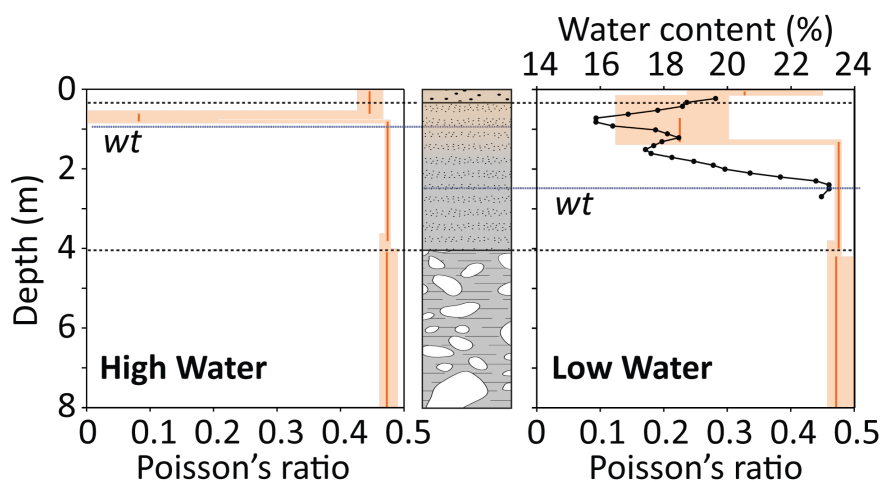 Water content (%)
14 16 18 20 22 24
0
2
4
6
8
Depth (m)
wt
High Water
0 0.1 0.2 0.3 0.4 0.5
Poisson's ratio
wt
Low Water
0 0.1 0.2 0.3 0.4 0.5
Poisson's ratio